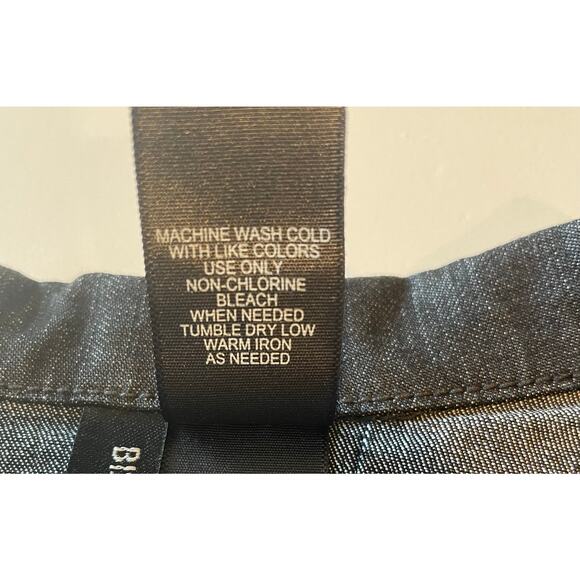 MACHINE WASH COLD
WITH LIKE COLORS
USE ONLY
NON-CHLORINE
BLEACH
WHEN NEEDED
TUMBLE DRY LOW
WARM IRON
AS NEEDED